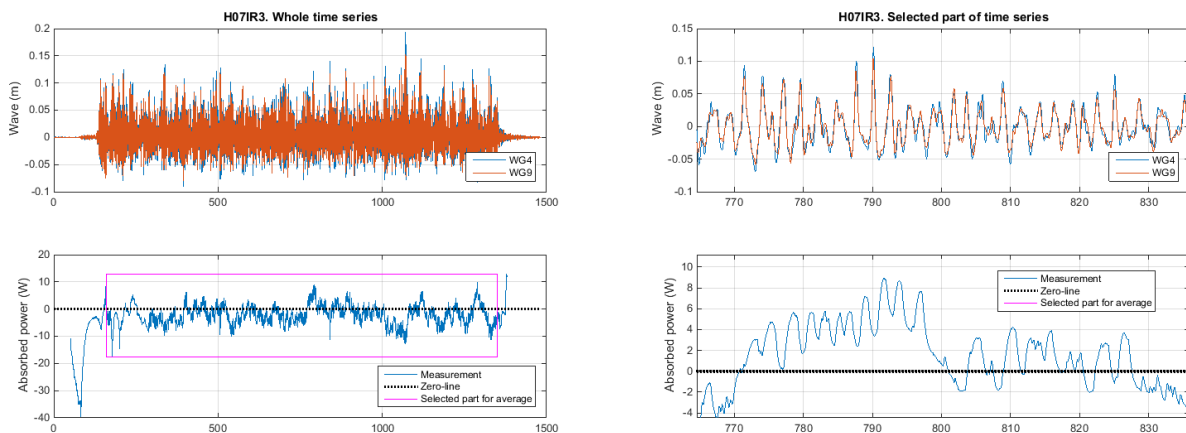 H07IR3. Whole time series
Wave (m)
0.2
0.15
0.1
0.05
0
-0.05
-0.1
0 500 1000 1500
WG4
WG9
H07IR3. Selected part of time series
Wave (m)
0.15
0.1
0.05
0
-0.05
-0.1
770 780 790 800 810 820 830
WG4
WG9
Absorbed power (W)
20
10
0
-10
-20
-30
-40
0 500 1000 1500
Measurement
Zero-line
Selected part for average
Absorbed power (W)
10
8
6
4
2
0
-2
-4
770 780 790 800 810 820 830
Measurement
Zero-line
Selected part for average